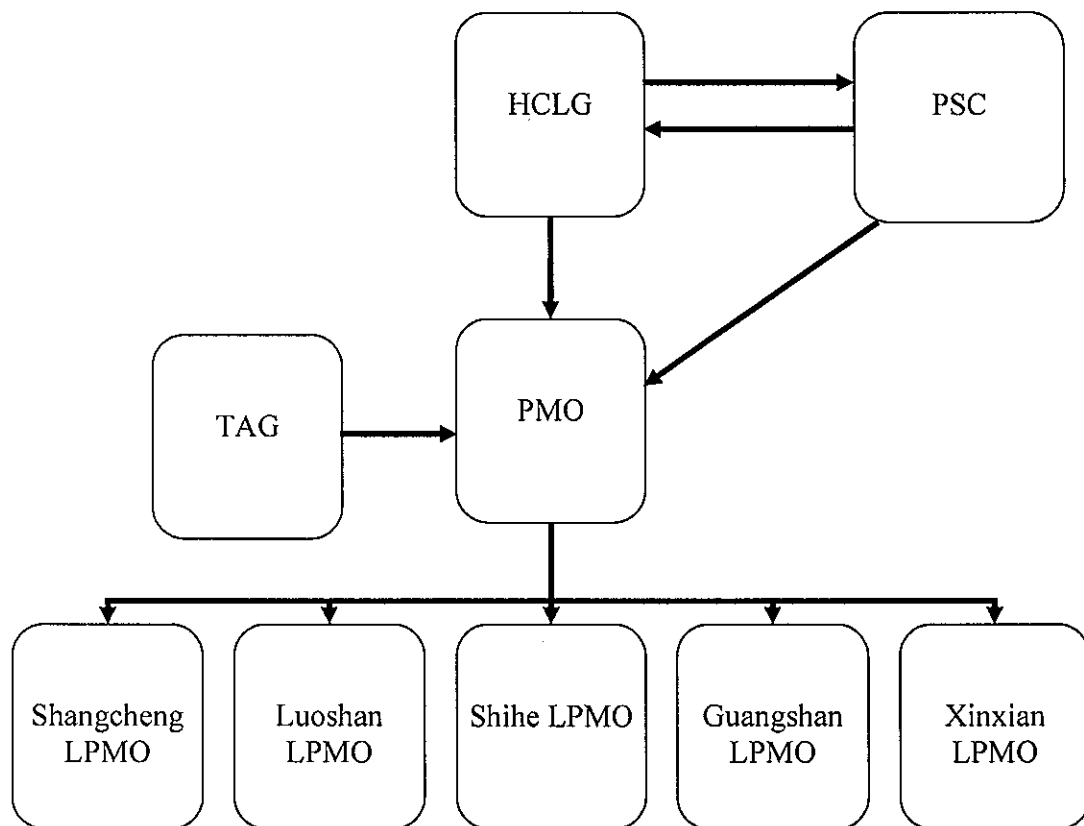 HCLG
PSC
TAG
PMO
Shangcheng
LPMO
Luoshan
LPMO
Shihe LPMO
Guangshan
LPMO
Xinxian
LPMO